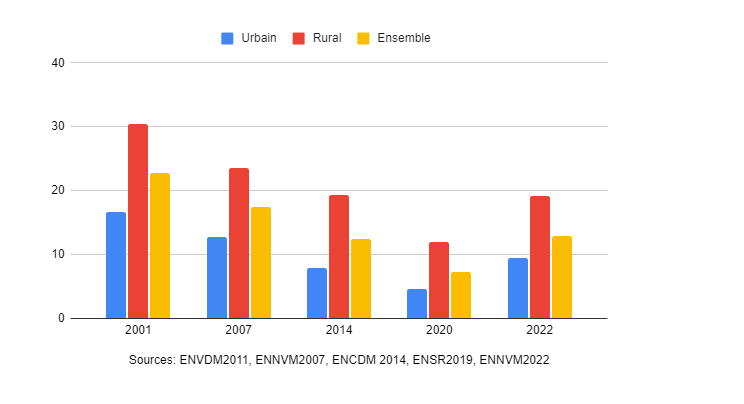 Urbain Rural Ensemble
40
30
20
10
0
2001 2007 2014 2020 2022
Sources: ENVDM2011, ENNVM2007, ENCDM 2014, ENSR2019, ENNVM2022